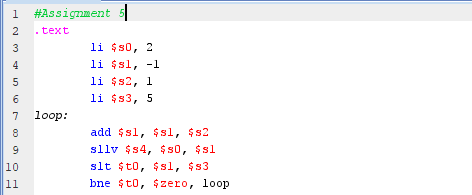 1 #Assignment 5
2 .text
3 li $s0, 2
4 li $s1, -1
5 li $s2, 1
6 li $s3, 5
7 loop:
8 add $s1, $s1, $s2
9 sllv $s4, $s0, $s1
10 slt $t0, $s1, $s3
11 bne $t0, $zero, loop